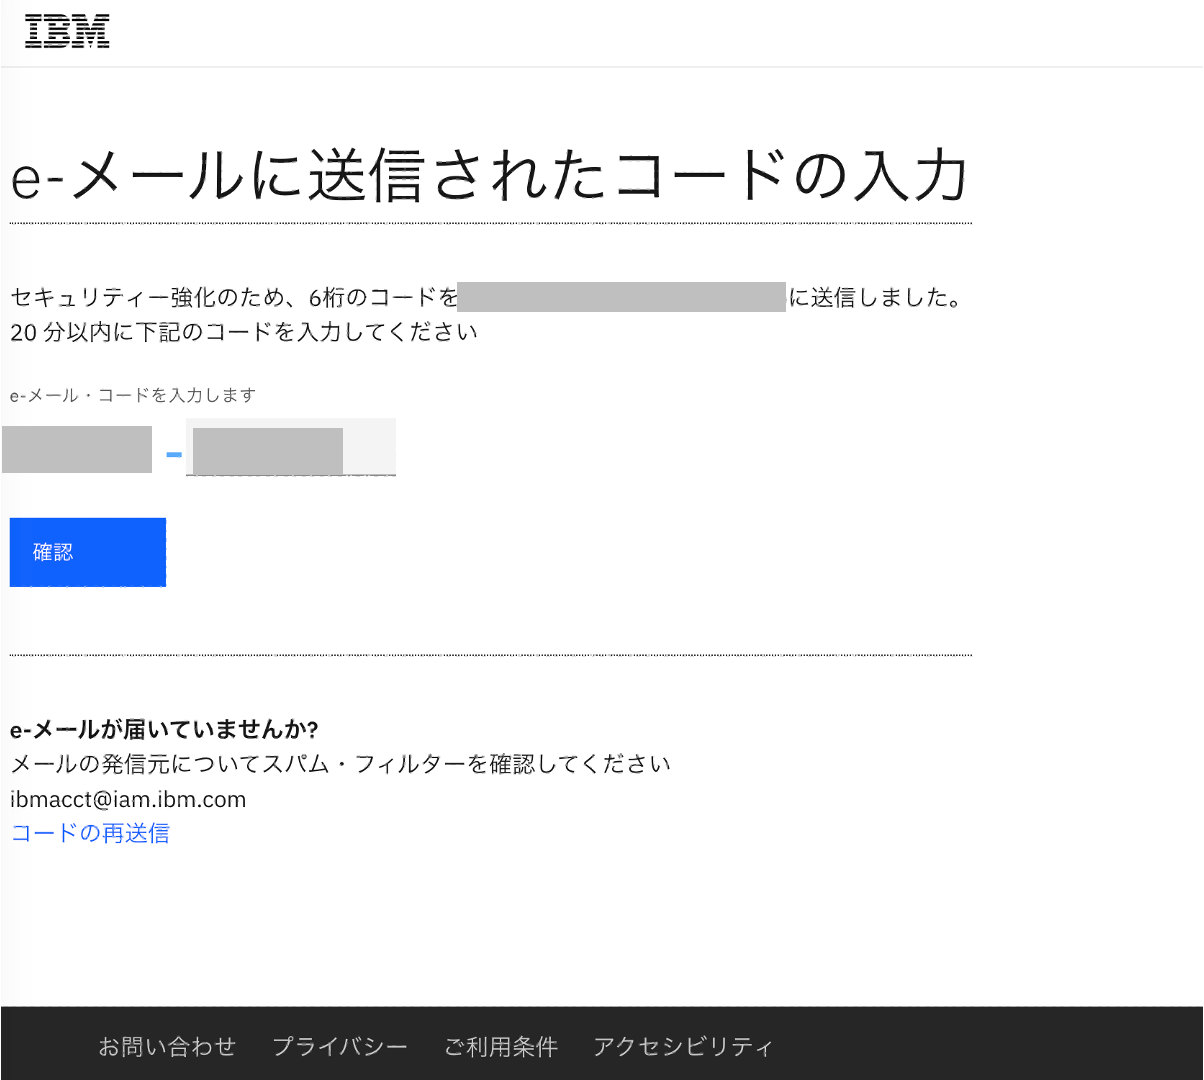 IBM
e-メールに送信されたコードの入力
セキュリティー強化のため、6桁のコードを に送信しました。
20 分以内に下記のコードを入力してください
e-メール・コードを入力します
–
確認
e-メールが届いていませんか?
メールの発信元についてスパム・フィルターを確認してください
ibmacct@iam.ibm.com
コードの再送信
お問い合わせ プライバシー ご利用条件 アクセシビリティ